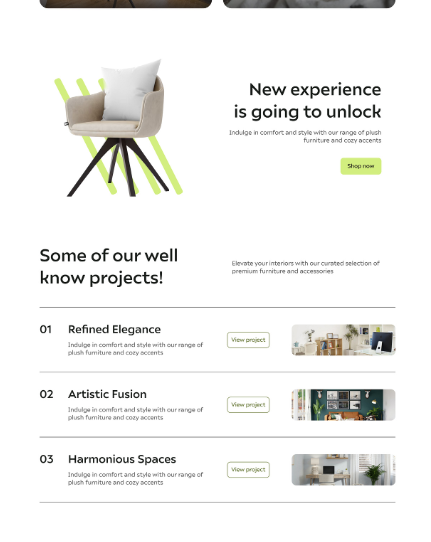 New experience
is going to unlock
Indulge in comfort and style with our range of plush
furniture and cozy accents
Shop now
Some of our well
know projects!
Elevate your interiors with our curated selection of
premium furniture and accessories
01 Refined Elegance
Indulge in comfort and style with our range of
plush furniture and cozy accents
View project
02 Artistic Fusion
Indulge in comfort and style with our range of
plush furniture and cozy accents
View project
03 Harmonious Spaces
Indulge in comfort and style with our range of
plush furniture and cozy accents
View project